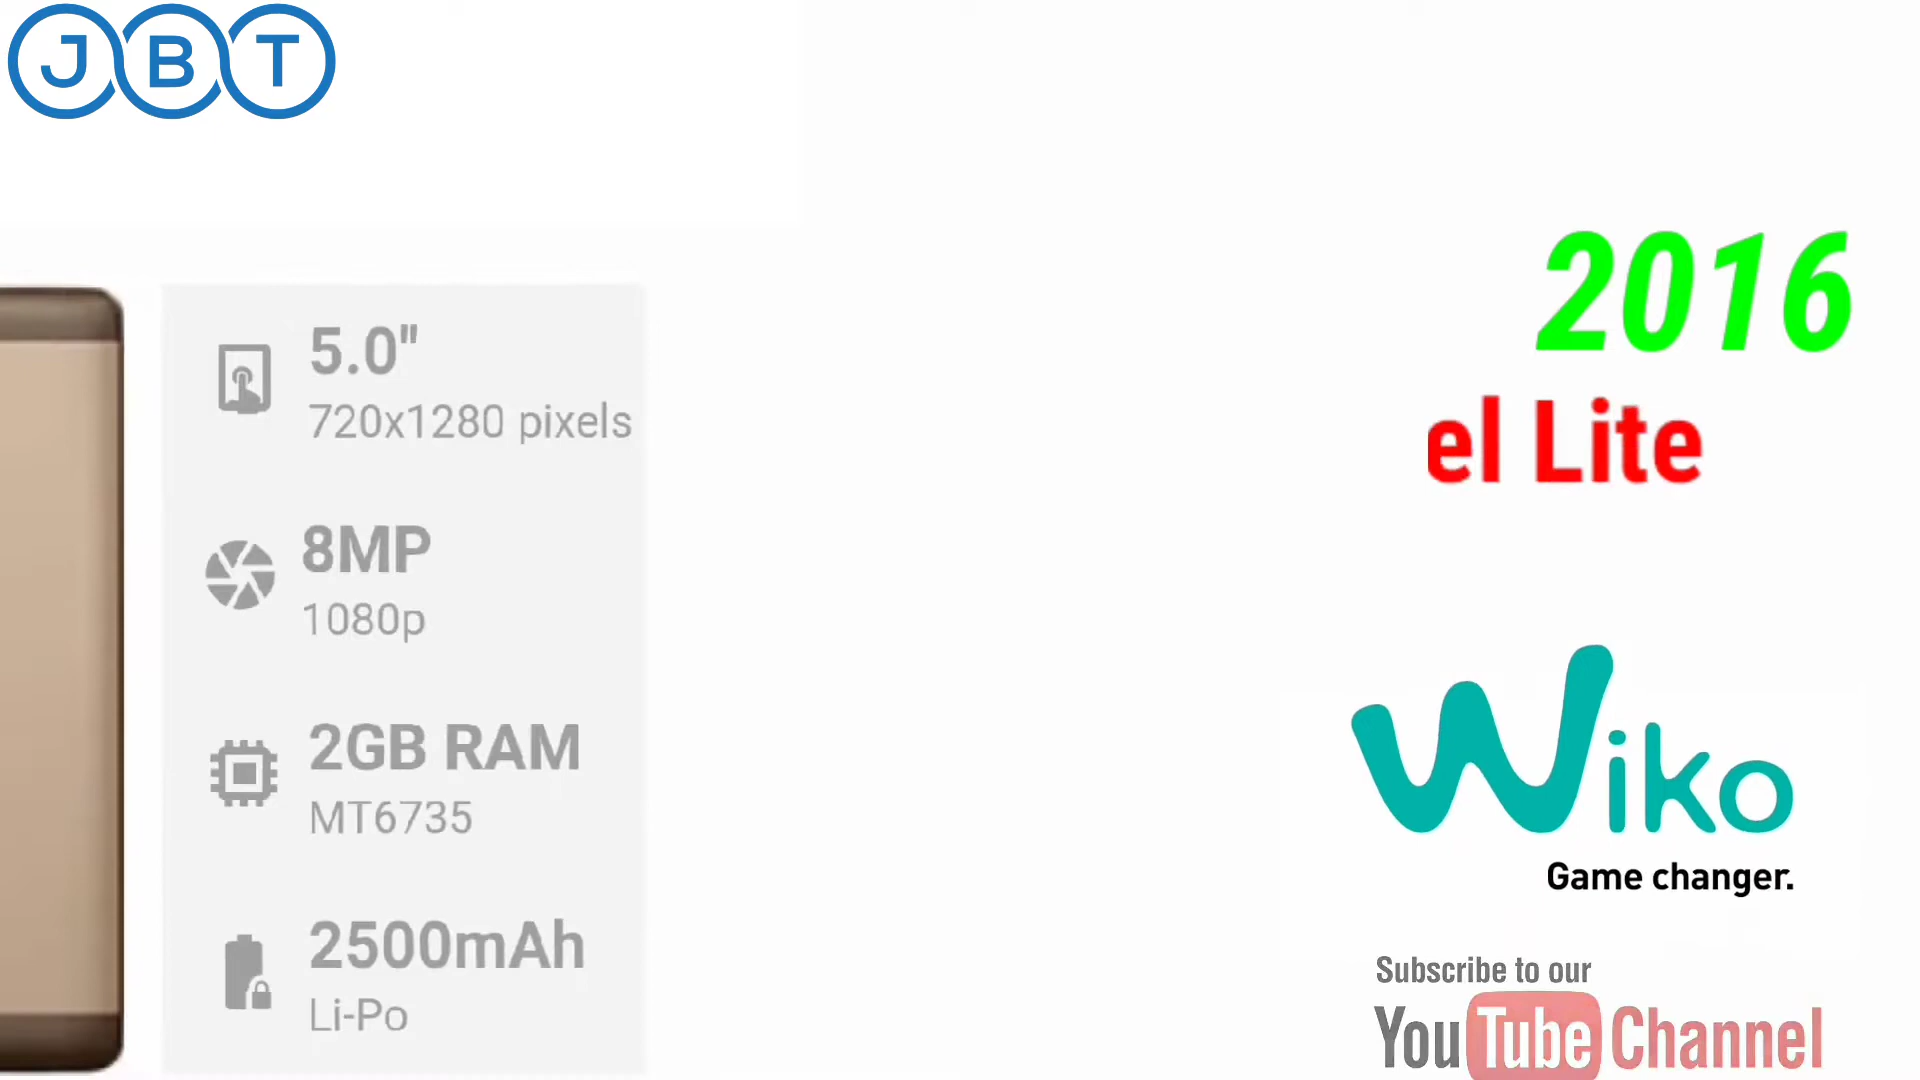 JBT
2016
el Lite
5.0"
720x1280 pixels
8MP
1080p
2GB RAM
MT6735
2500mAh
Li-Po
Wiko
Game changer.
Subscribe to our
YouTube Channel